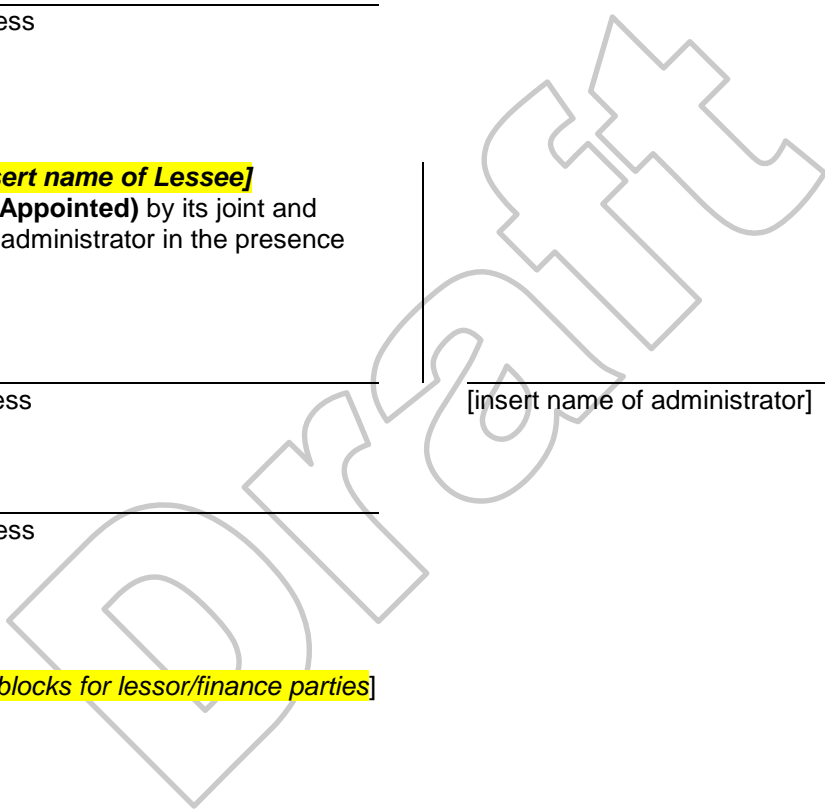 ess
sert name of Lessee]
Appointed) by its joint and
administrator in the presence
ess
[insert name of administrator]
ess
blocks for lessor/finance parties]
Draft